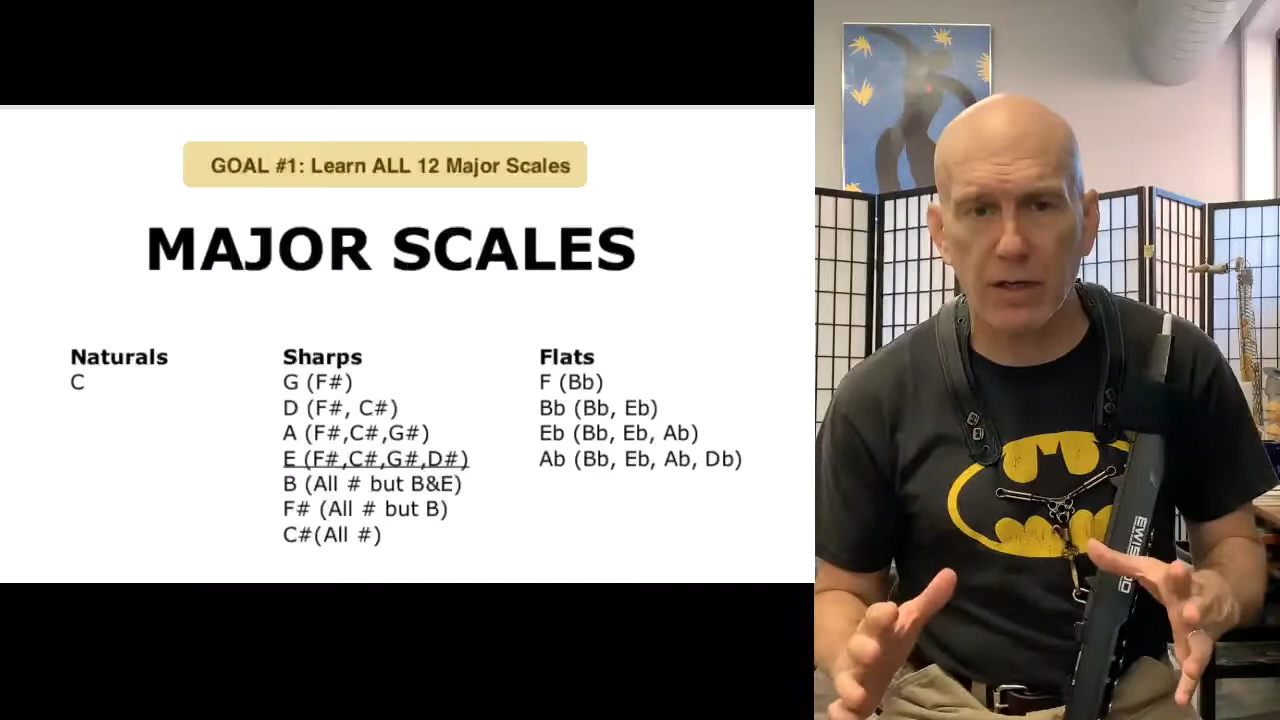 GOAL #1: Learn ALL 12 Major Scales
MAJOR SCALES
Naturals
C
Sharps
G (F#)
D (F#, C#)
A (F#,C#,G#)
E (F#,C#,G#,D#)
B (All # but B&E)
F# (All # but B)
C#(All #)
Flats
F (Bb)
Bb (Bb, Eb)
Eb (Bb, Eb, Ab)
Ab (Bb, Eb, Ab, Db)